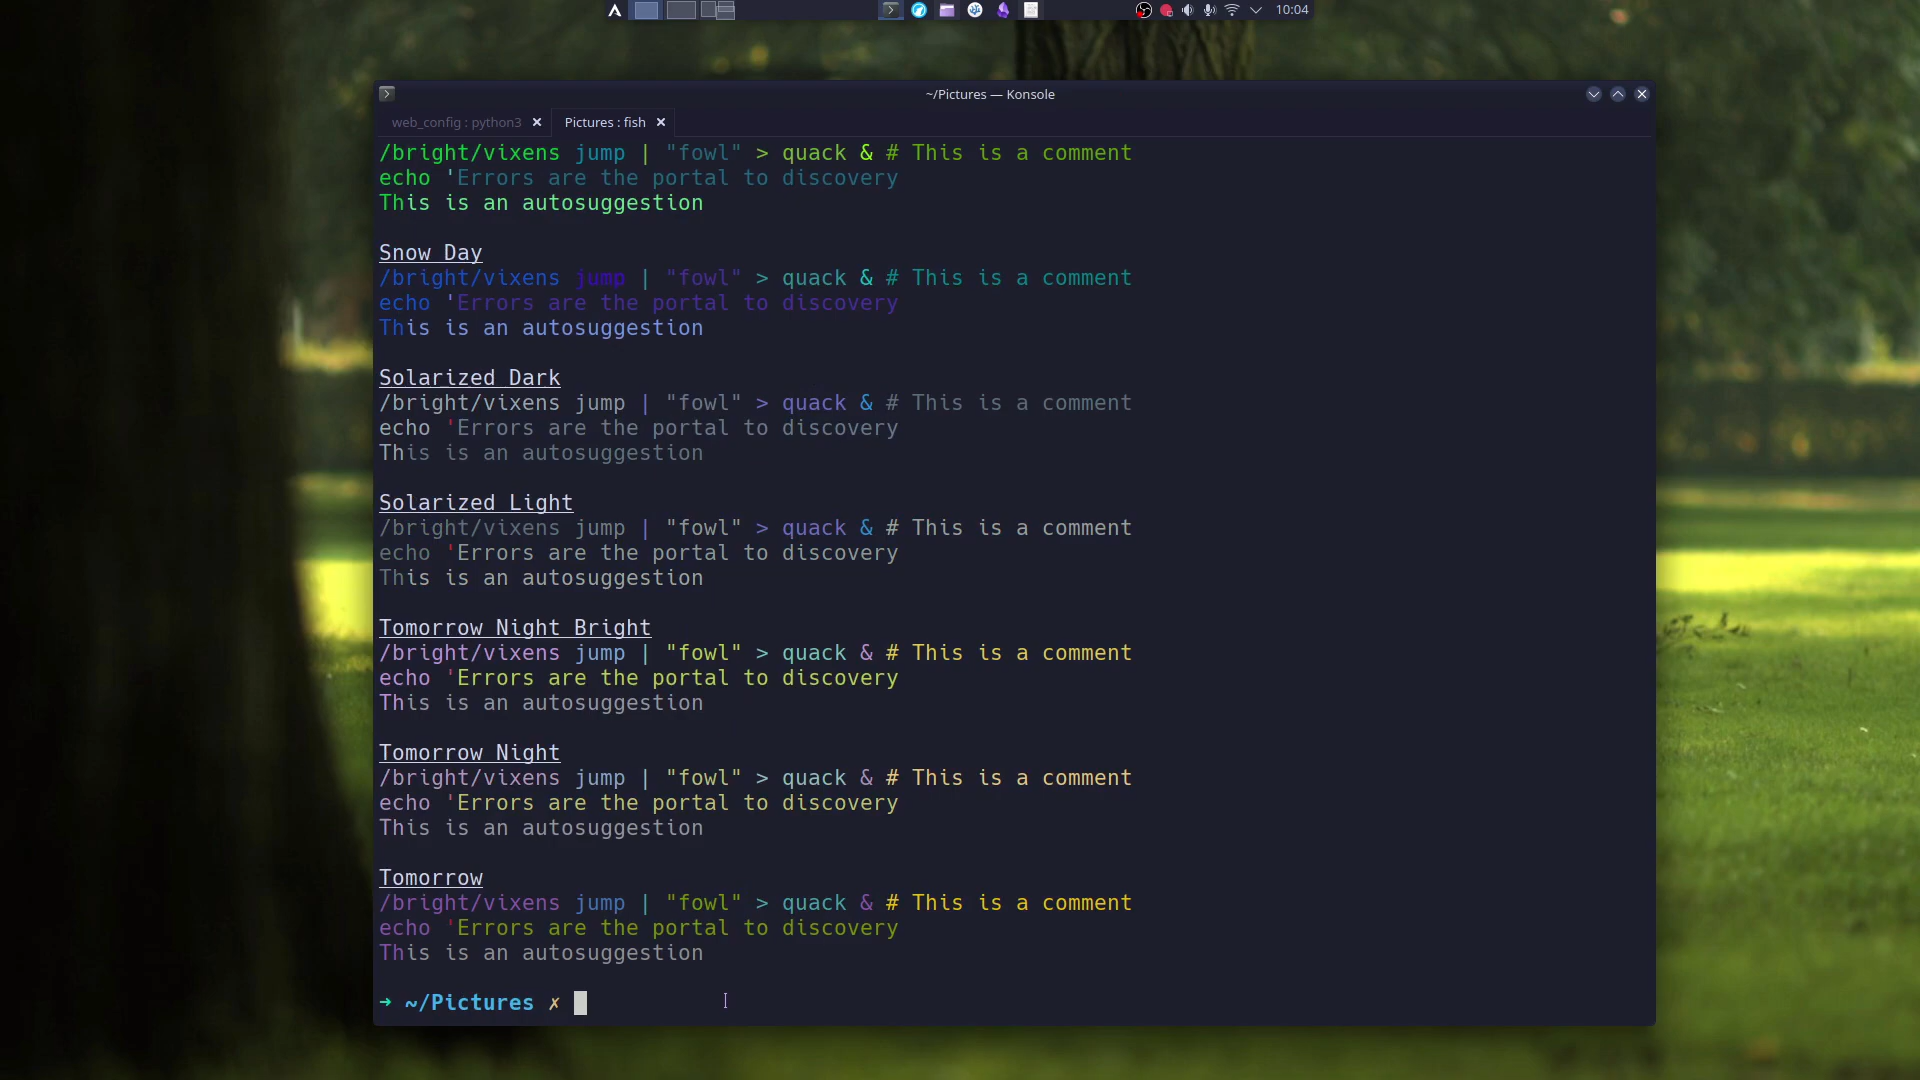 10:04
~/Pictures — Konsole
web_config : python3
Pictures : fish
/bright/vixens jump | "fowl" > quack & # This is a comment
echo 'Errors are the portal to discovery
This is an autosuggestion
Snow Day
/bright/vixens jump | "fowl" > quack & # This is a comment
echo 'Errors are the portal to discovery
This is an autosuggestion
Solarized Dark
/bright/vixens jump | "fowl" > quack & # This is a comment
echo 'Errors are the portal to discovery
This is an autosuggestion
Solarized Light
/bright/vixens jump | "fowl" > quack & # This is a comment
echo 'Errors are the portal to discovery
This is an autosuggestion
Tomorrow Night Bright
/bright/vixens jump | "fowl" > quack & # This is a comment
echo 'Errors are the portal to discovery
This is an autosuggestion
Tomorrow Night
/bright/vixens jump | "fowl" > quack & # This is a comment
echo 'Errors are the portal to discovery
This is an autosuggestion
Tomorrow
/bright/vixens jump | "fowl" > quack & # This is a comment
echo 'Errors are the portal to discovery
This is an autosuggestion
➜ ~/Pictures ✗